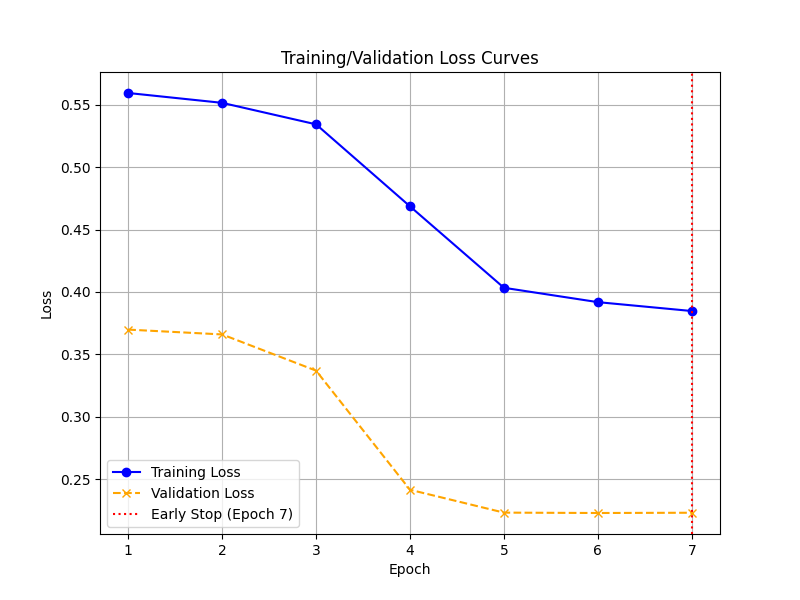 Training/Validation Loss Curves
0.55
0.50
0.45
0.40
0.35
0.30
0.25
Loss
Training Loss
Validation Loss
Early Stop (Epoch 7)
1 2 3 4 5 6 7
Epoch